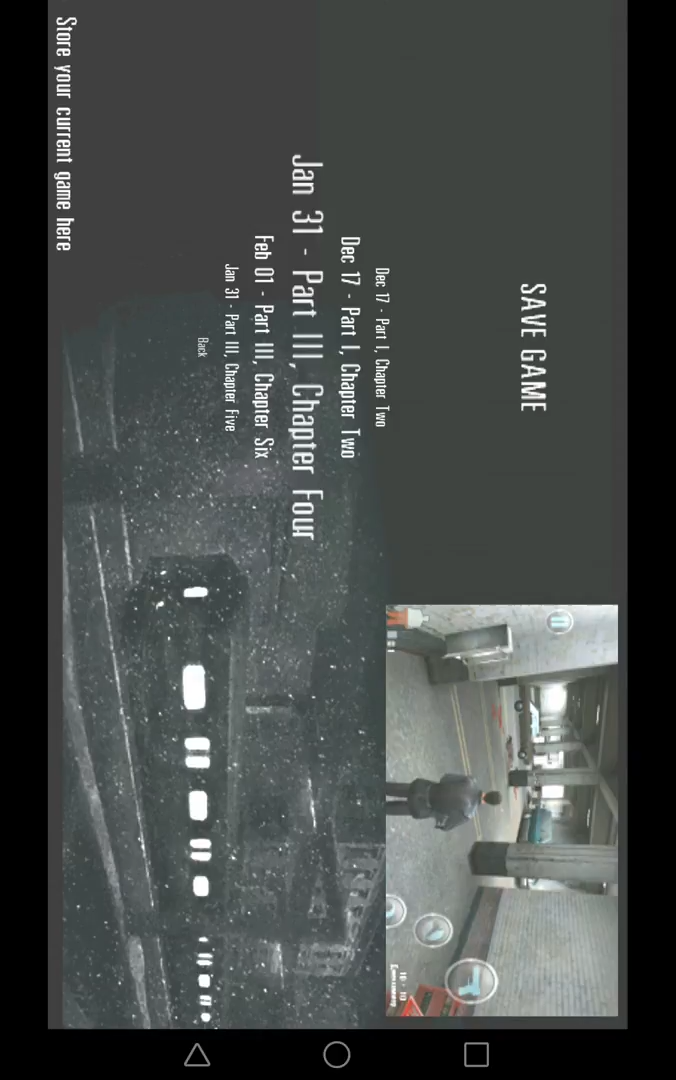 SAVE GAME
Dec 17 - Part I, Chapter Two
Dec 17 - Part I, Chapter Two
Jan 31 - Part III, Chapter Four
Feb 01 - Part III, Chapter Six
Jan 31 - Part III, Chapter Five
Back
Store your current game here